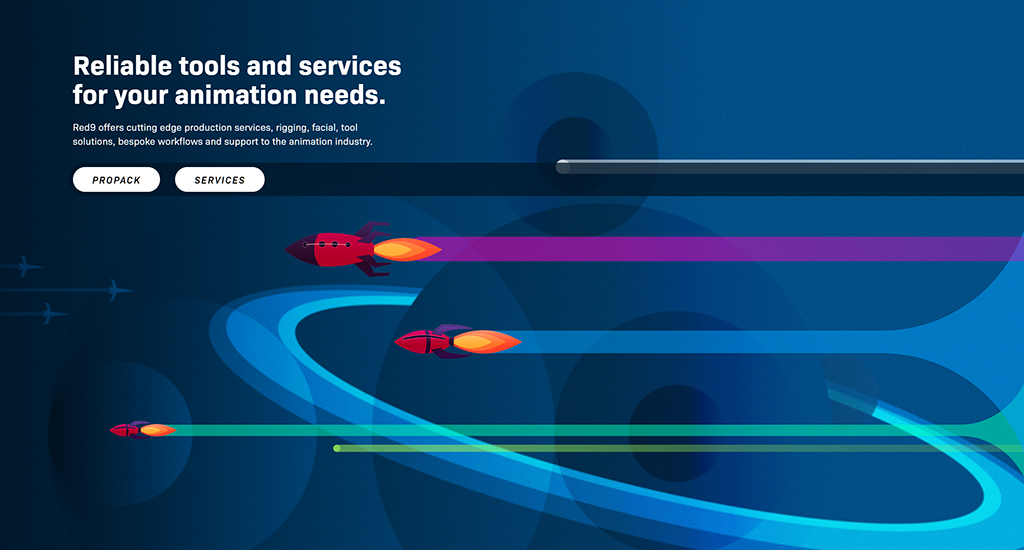 Reliable tools and services
for your animation needs.
Red9 offers cutting edge production services, rigging, facial, tool
solutions, bespoke workflows and support to the animation industry.
PROPACK SERVICES